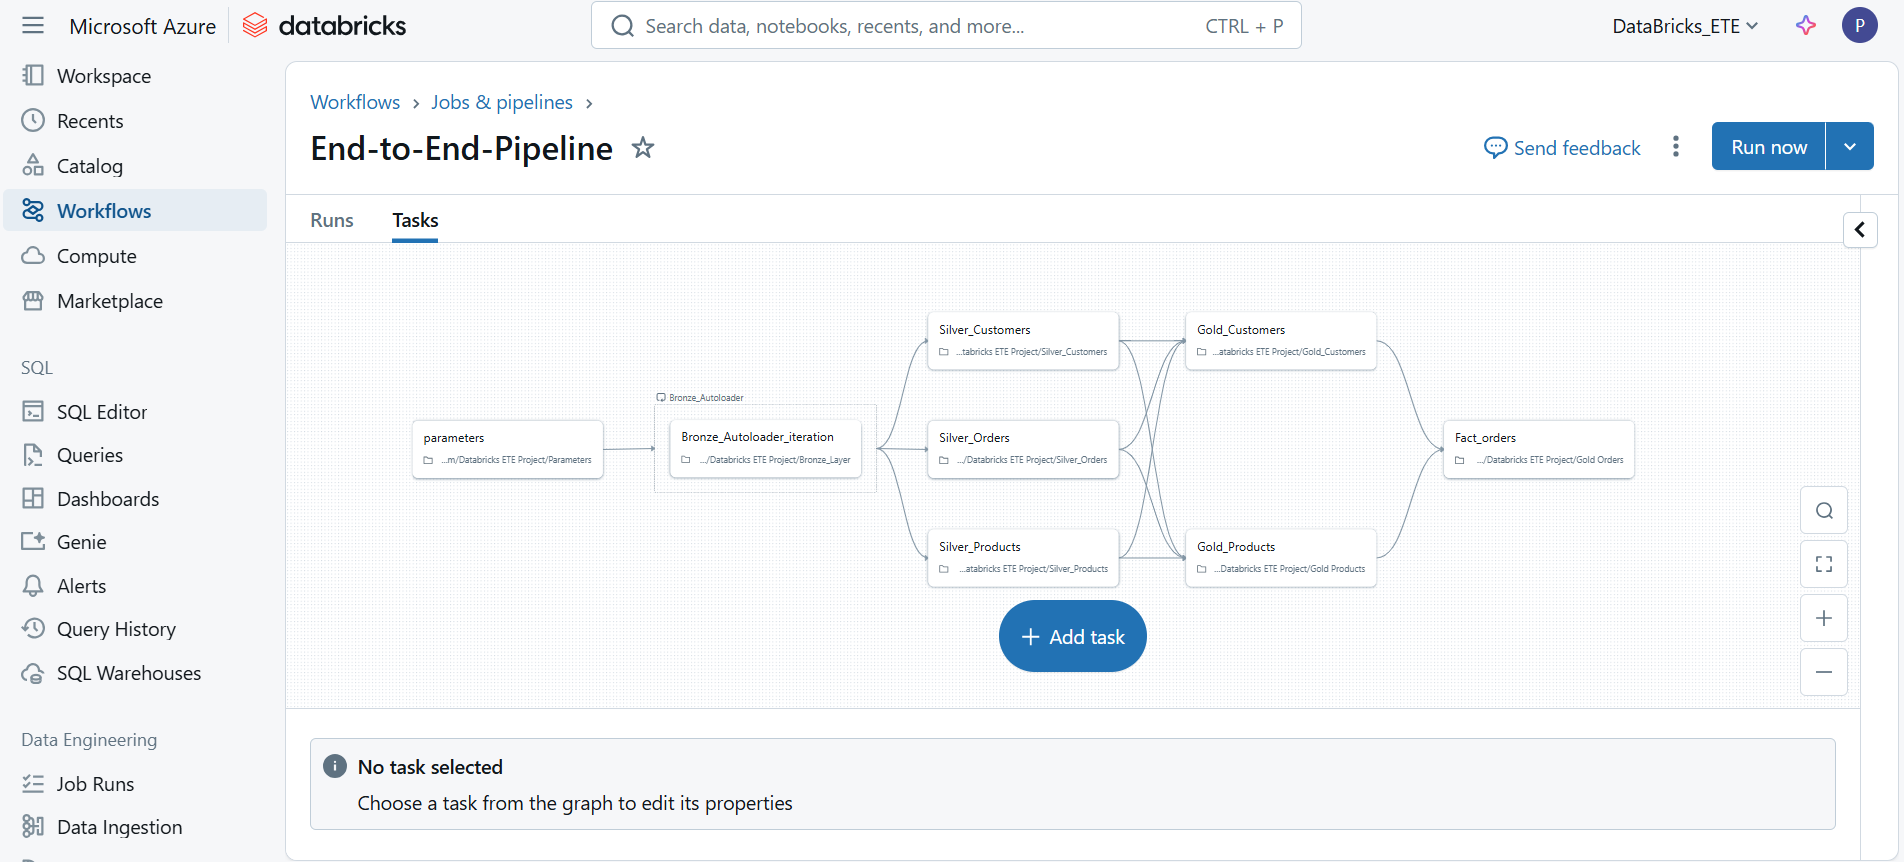 Microsoft Azure
databricks
Search data, notebooks, recents, and more...
CTRL + P
DataBricks_ETE
P
Workspace
Recents
Catalog
Workflows
Compute
Marketplace
SQL
SQL Editor
Queries
Dashboards
Genie
Alerts
Query History
SQL Warehouses
Data Engineering
Job Runs
Data Ingestion
Workflows › Jobs & pipelines ›
End-to-End-Pipeline
Send feedback
Run now
Runs
Tasks
parameters
...m/Databricks ETE Project/Parameters
Bronze_Autoloader
Bronze_Autoloader_iteration
.../Databricks ETE Project/Bronze_Layer
Silver_Customers
...tabricks ETE Project/Silver_Customers
Silver_Orders
.../Databricks ETE Project/Silver_Orders
Silver_Products
...atabricks ETE Project/Silver_Products
Gold_Customers
...atabricks ETE Project/Gold_Customers
Gold_Products
...Databricks ETE Project/Gold Products
Fact_orders
.../Databricks ETE Project/Gold Orders
+ Add task
No task selected
Choose a task from the graph to edit its properties